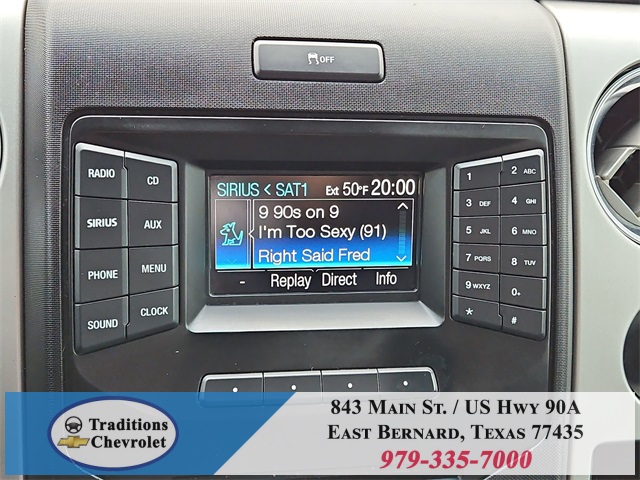 OFF
RADIO
CD
SIRIUS
AUX
PHONE
MENU
SOUND
CLOCK
SIRIUS < SAT1 Ext 50°F 20:00
9 90s on 9
I'm Too Sexy (91)
Right Said Fred
- Replay Direct Info
1
2 ABC
3 DEF
4 GHI
5 JKL
6 MNO
7 PQRS
8 TUV
9 WXYZ
0+
*
#
Traditions
Chevrolet
843 Main St. / US Hwy 90A
East Bernard, Texas 77435
979-335-7000